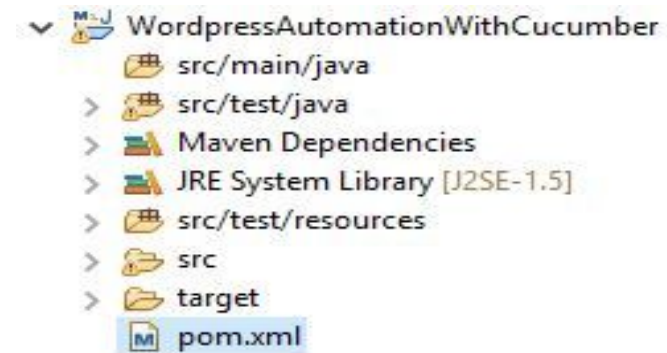 WordpressAutomationWithCucumber
src/main/java
src/test/java
Maven Dependencies
JRE System Library [J2SE-1.5]
src/test/resources
src
target
pom.xml